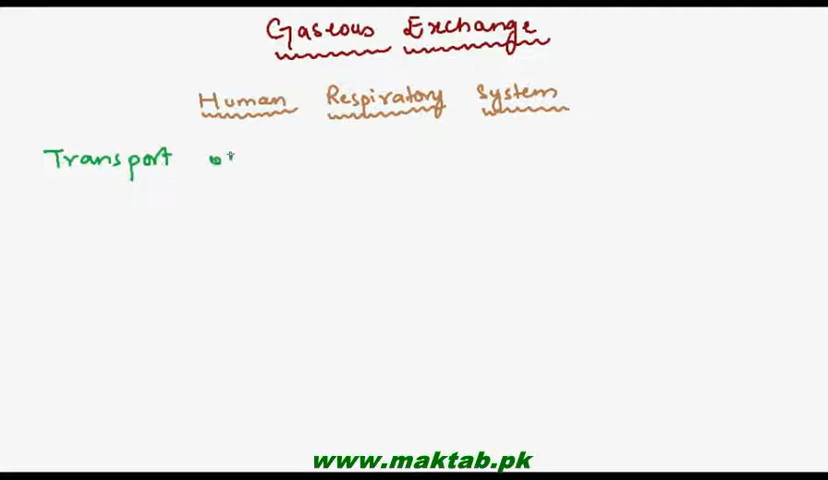 Gaseous Exchange
Human Respiratory System
Transport
www.maktab.pk